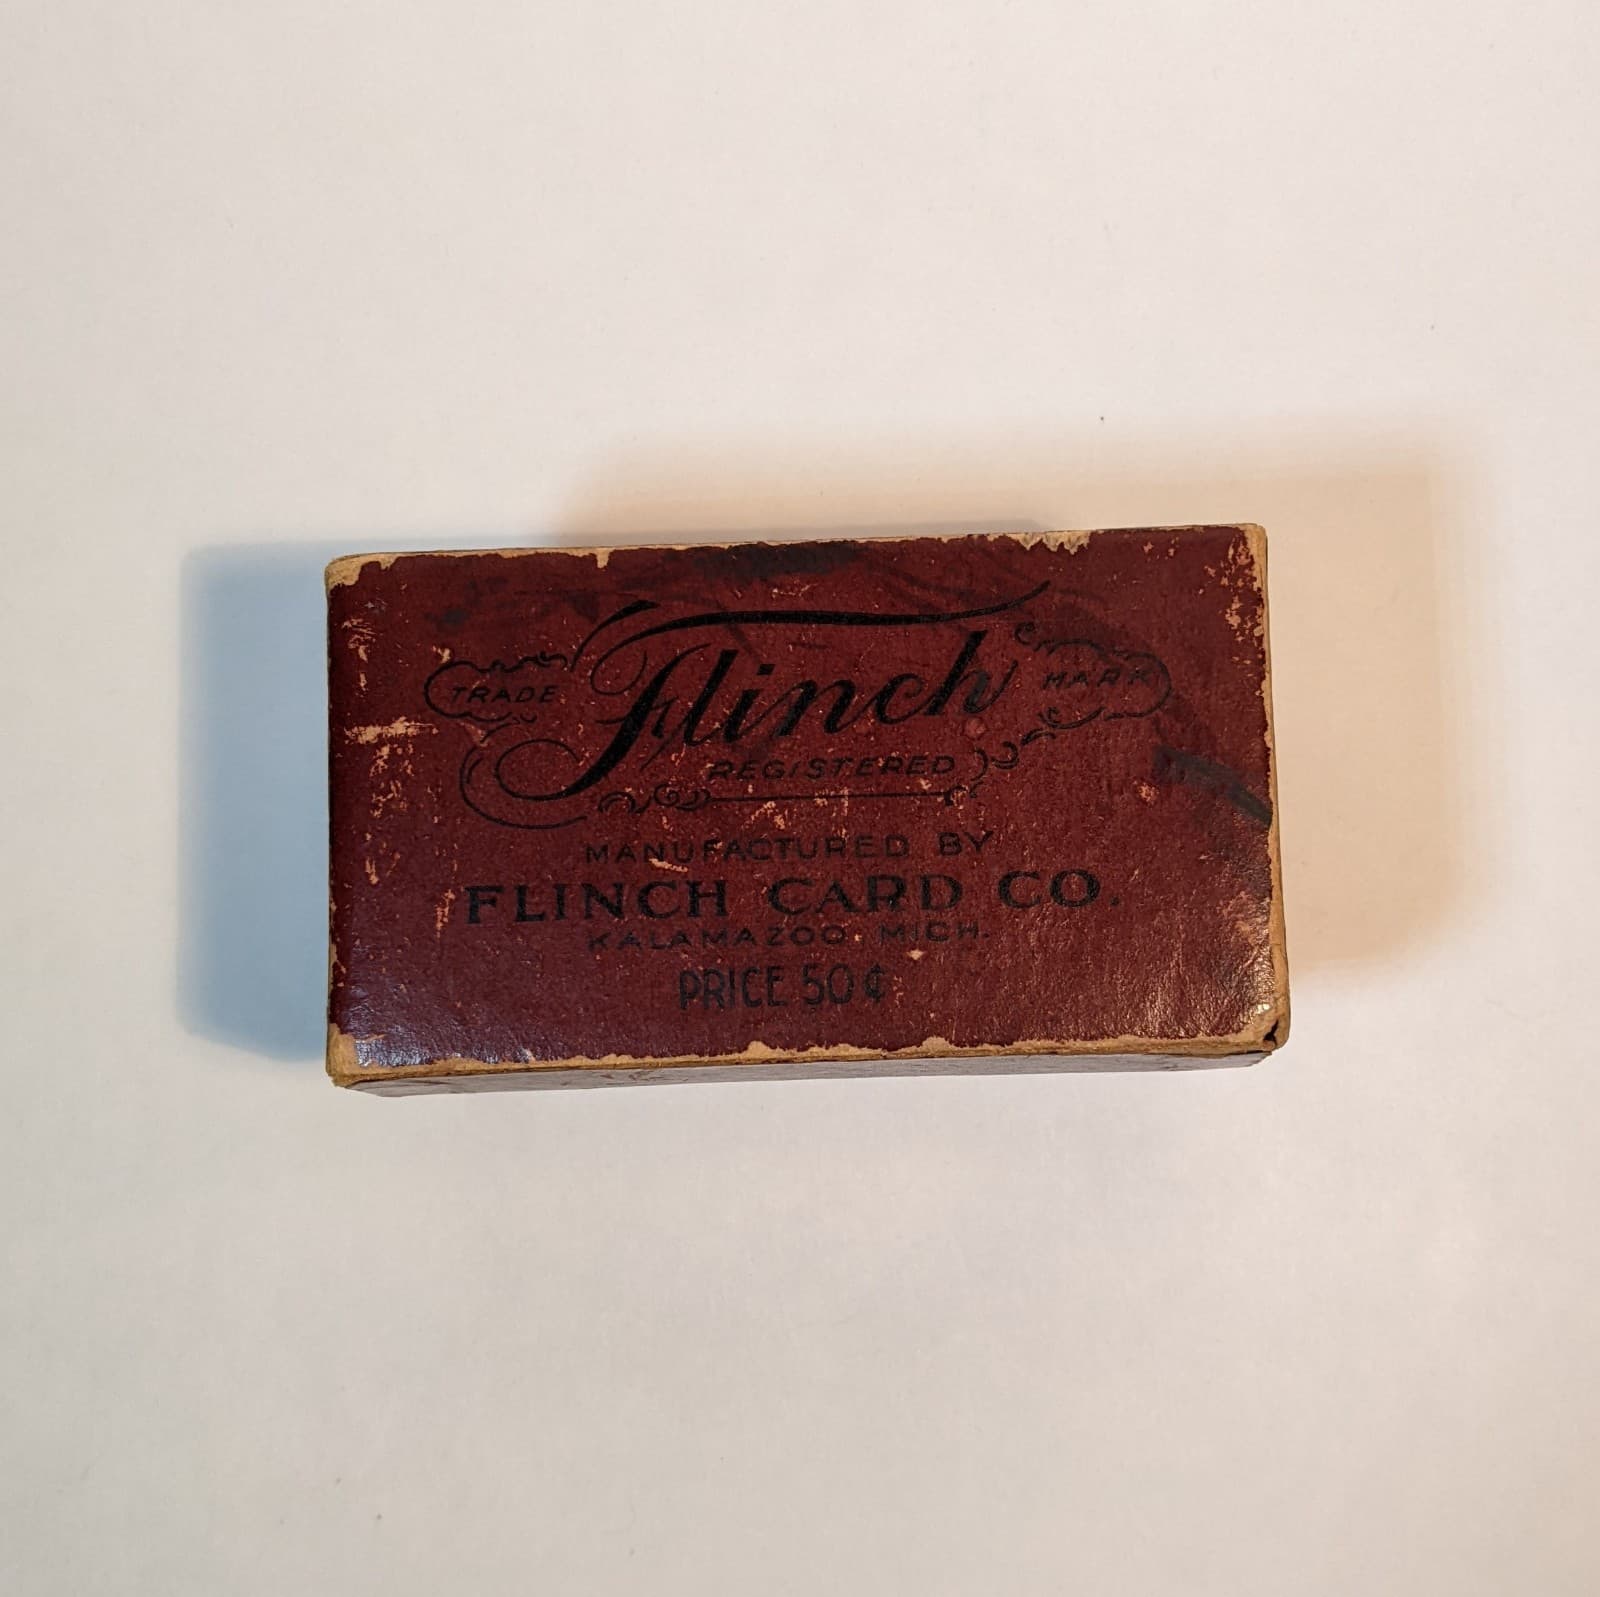 TRADE Flinch MARK
REGISTERED
MANUFACTURED BY
FLINCH CARD CO.
KALAMAZOO, MICH.
PRICE 50¢